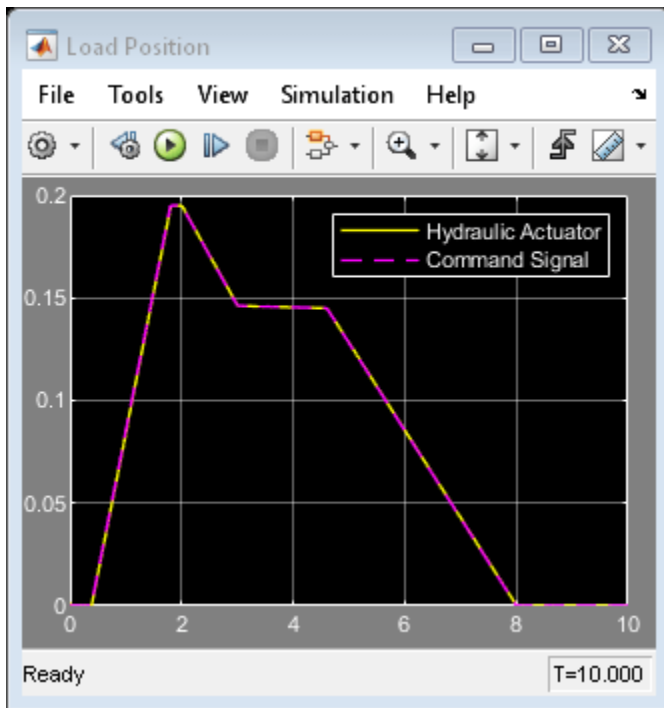 Load Position
File Tools View Simulation Help
0.2
Hydraulic Actuator
Command Signal
0.15
0.1
0.05
0
0 2 4 6 8 10
Ready T=10.000